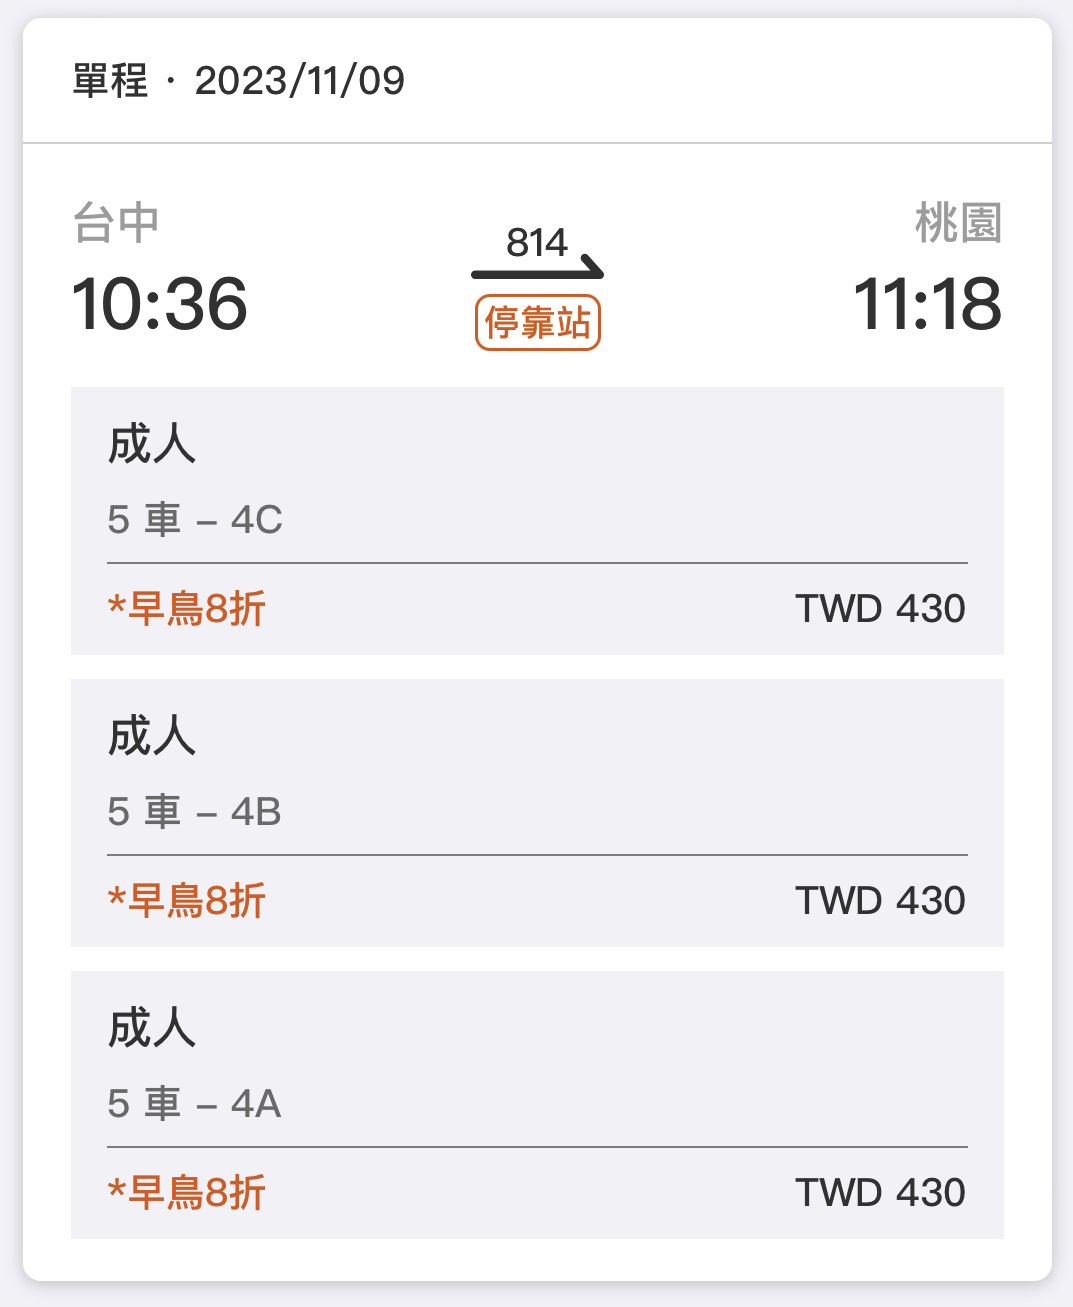 單程 · 2023/11/09
台中
814
桃園
10:36
11:18
停靠站
成人
5 車 – 4C
*早鳥8折
TWD 430
成人
5 車 – 4B
*早鳥8折
TWD 430
成人
5 車 – 4A
*早鳥8折
TWD 430